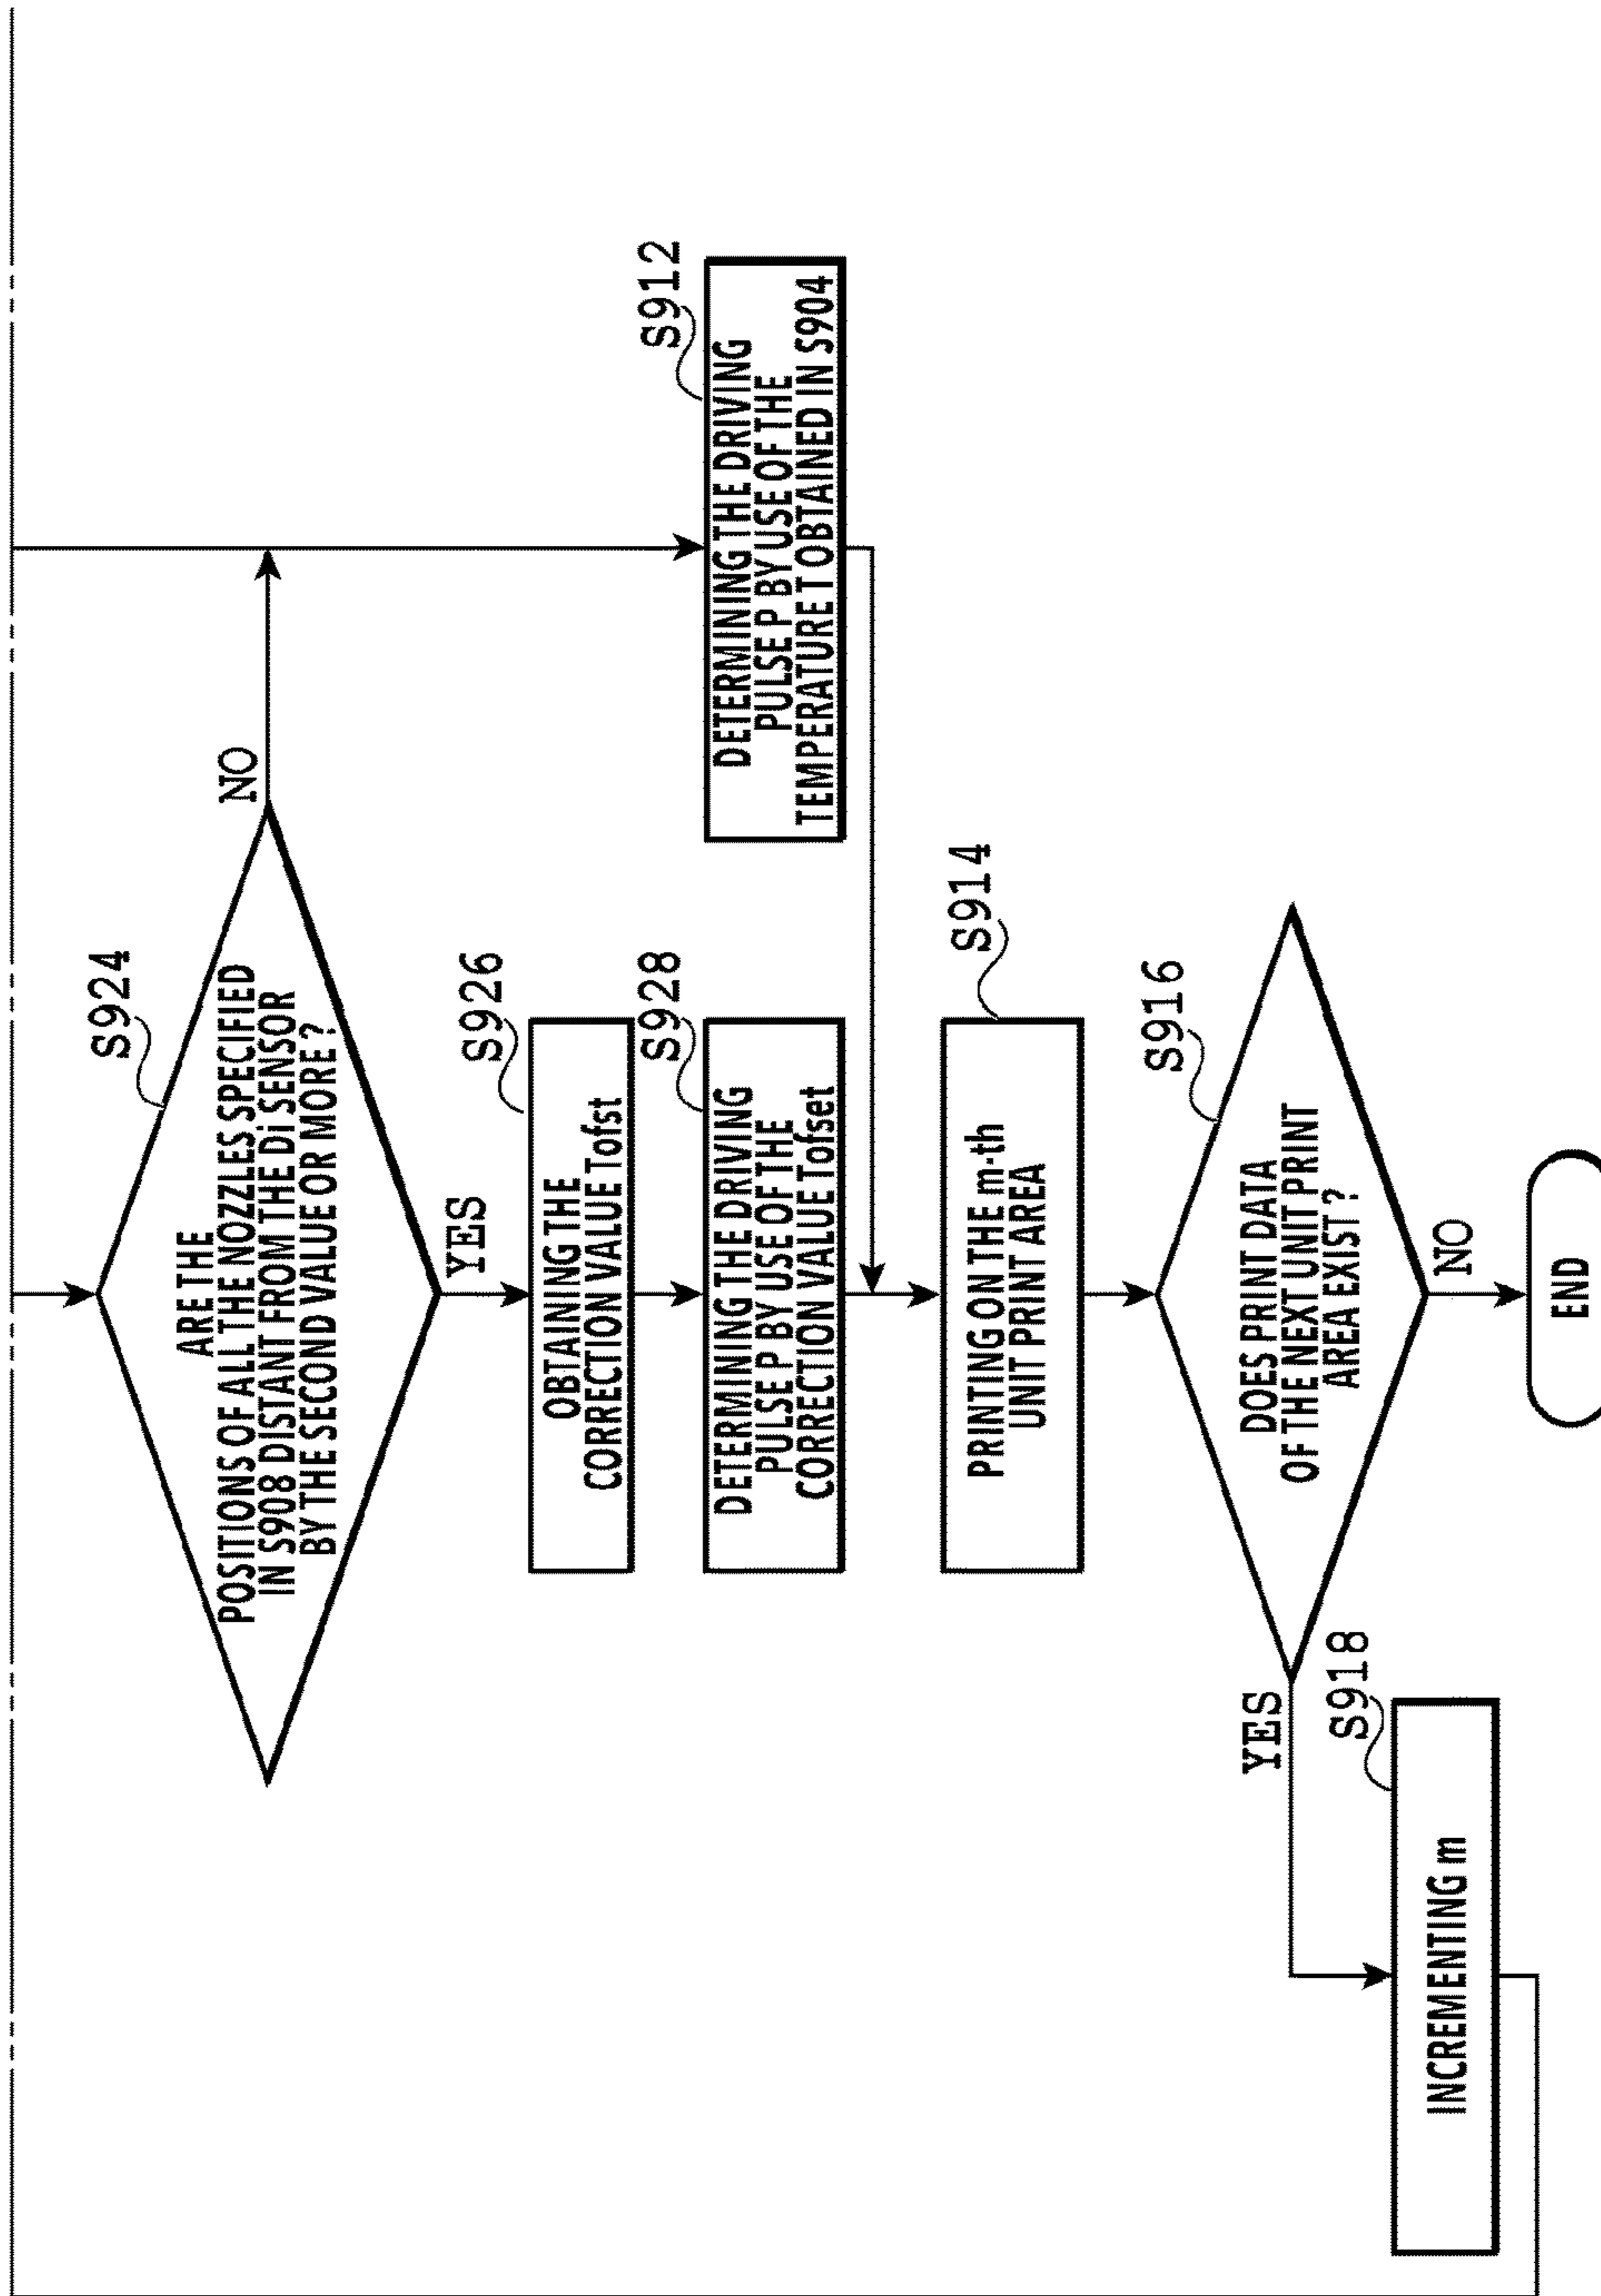 S924
ARE THE
POSITIONS OF ALL THE NOZZLES SPECIFIED
IN S908 DISTANT FROM THE Di SENSOR
BY THE SECOND VALUE OR MORE?
NO
YES
S926
OBTAINING THE
CORRECTION VALUE Tofst
S928
DETERMINING THE DRIVING
PULSE P BY USE OF THE
CORRECTION VALUE Tofset
S912
DETERMINING THE DRIVING
PULSE P BY USE OF THE
TEMPERATURE T OBTAINED IN S904
S914
PRINTING ON THE m-th
UNIT PRINT AREA
S916
DOES PRINT DATA
OF THE NEXT UNIT PRINT
AREA EXIST?
YES
NO
S918
INCREMENTING m
END